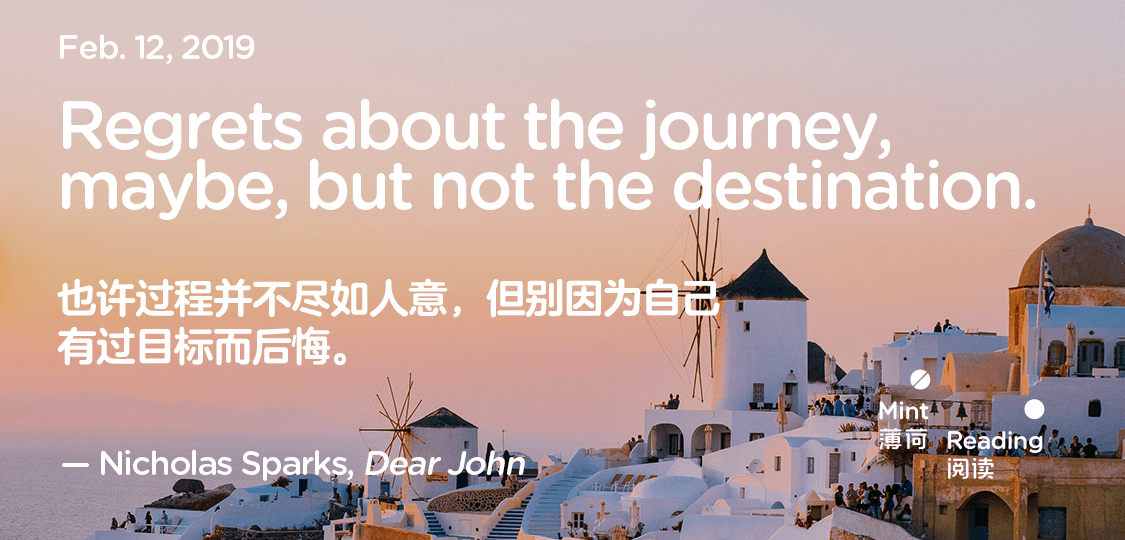 Feb. 12, 2019
Regrets about the journey,
maybe, but not the destination.
也许过程并不尽如人意，但别因为自己
有过目标而后悔。
— Nicholas Sparks, Dear John
Mint
薄荷
Reading
阅读